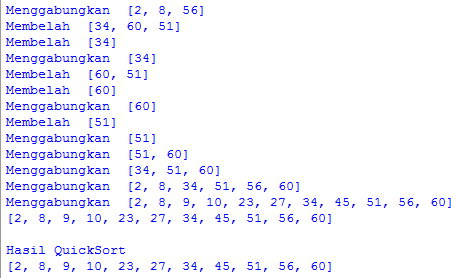 Menggabungkan  [2, 8, 56]
Membelah  [34, 60, 51]
Membelah  [34]
Menggabungkan  [34]
Membelah  [60, 51]
Membelah  [60]
Menggabungkan  [60]
Membelah  [51]
Menggabungkan  [51]
Menggabungkan  [51, 60]
Menggabungkan  [34, 51, 60]
Menggabungkan  [2, 8, 34, 51, 56, 60]
Menggabungkan  [2, 8, 9, 10, 23, 27, 34, 45, 51, 56, 60]
[2, 8, 9, 10, 23, 27, 34, 45, 51, 56, 60]
Hasil QuickSort
[2, 8, 9, 10, 23, 27, 34, 45, 51, 56, 60]